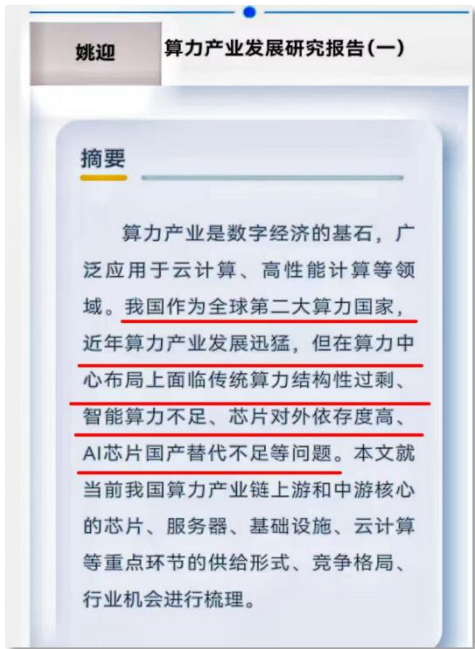 姚迎
算力产业发展研究报告(一)
摘要
算力产业是数字经济的基石，广
泛应用于云计算、高性能计算等领
域。我国作为全球第二大算力国家，
近年算力产业发展迅猛，但在算力中
心布局上面临传统算力结构性过剩、
智能算力不足、芯片对外依存度高、
AI芯片国产替代不足等问题。本文就
当前我国算力产业链上游和中游核心
的芯片、服务器、基础设施、云计算
等重点环节的供给形式、竞争格局、
行业机会进行梳理。